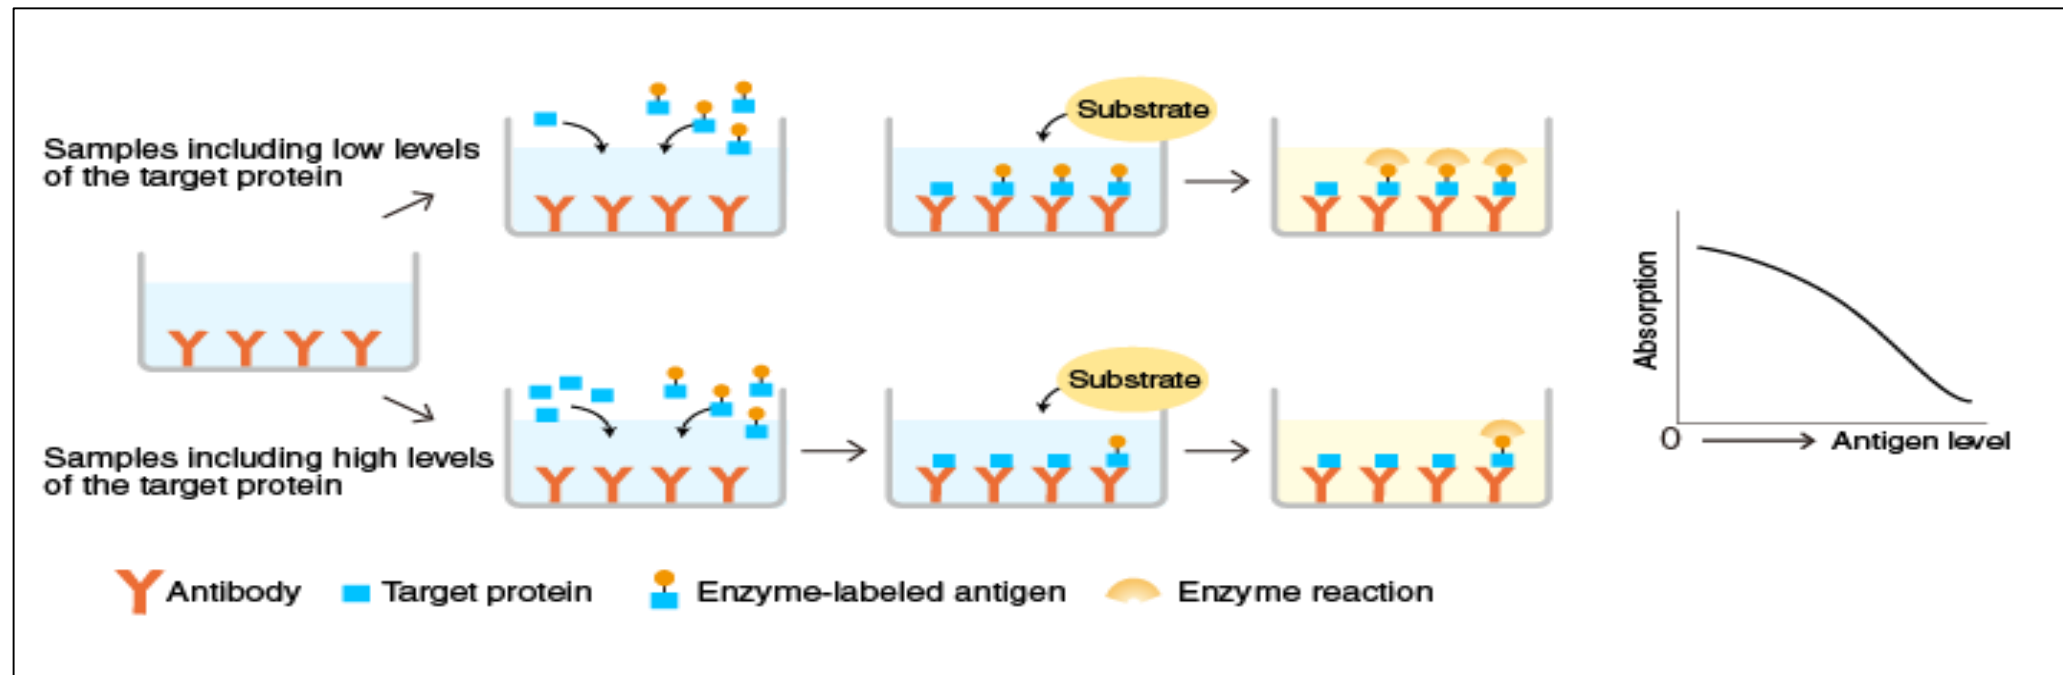 Samples including low levels
of the target protein
Substrate
Samples including high levels
of the target protein
Substrate
Absorption
0
Antigen level
Antibody
Target protein
Enzyme-labeled antigen
Enzyme reaction